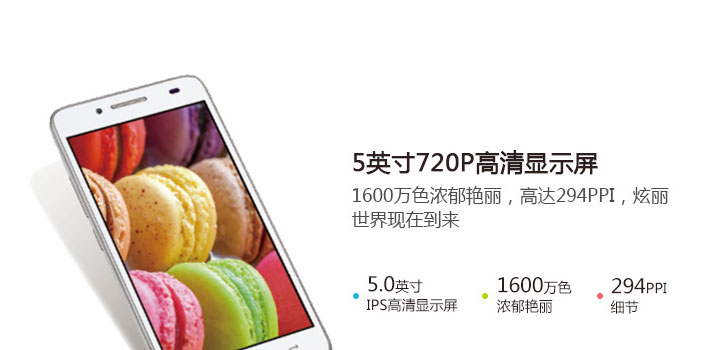 5英寸720P高清显示屏
1600万色浓郁艳丽，高达294PPI，炫丽
世界现在到来
5.0英寸
IPS高清显示屏
1600万色
浓郁艳丽
294PPI
细节